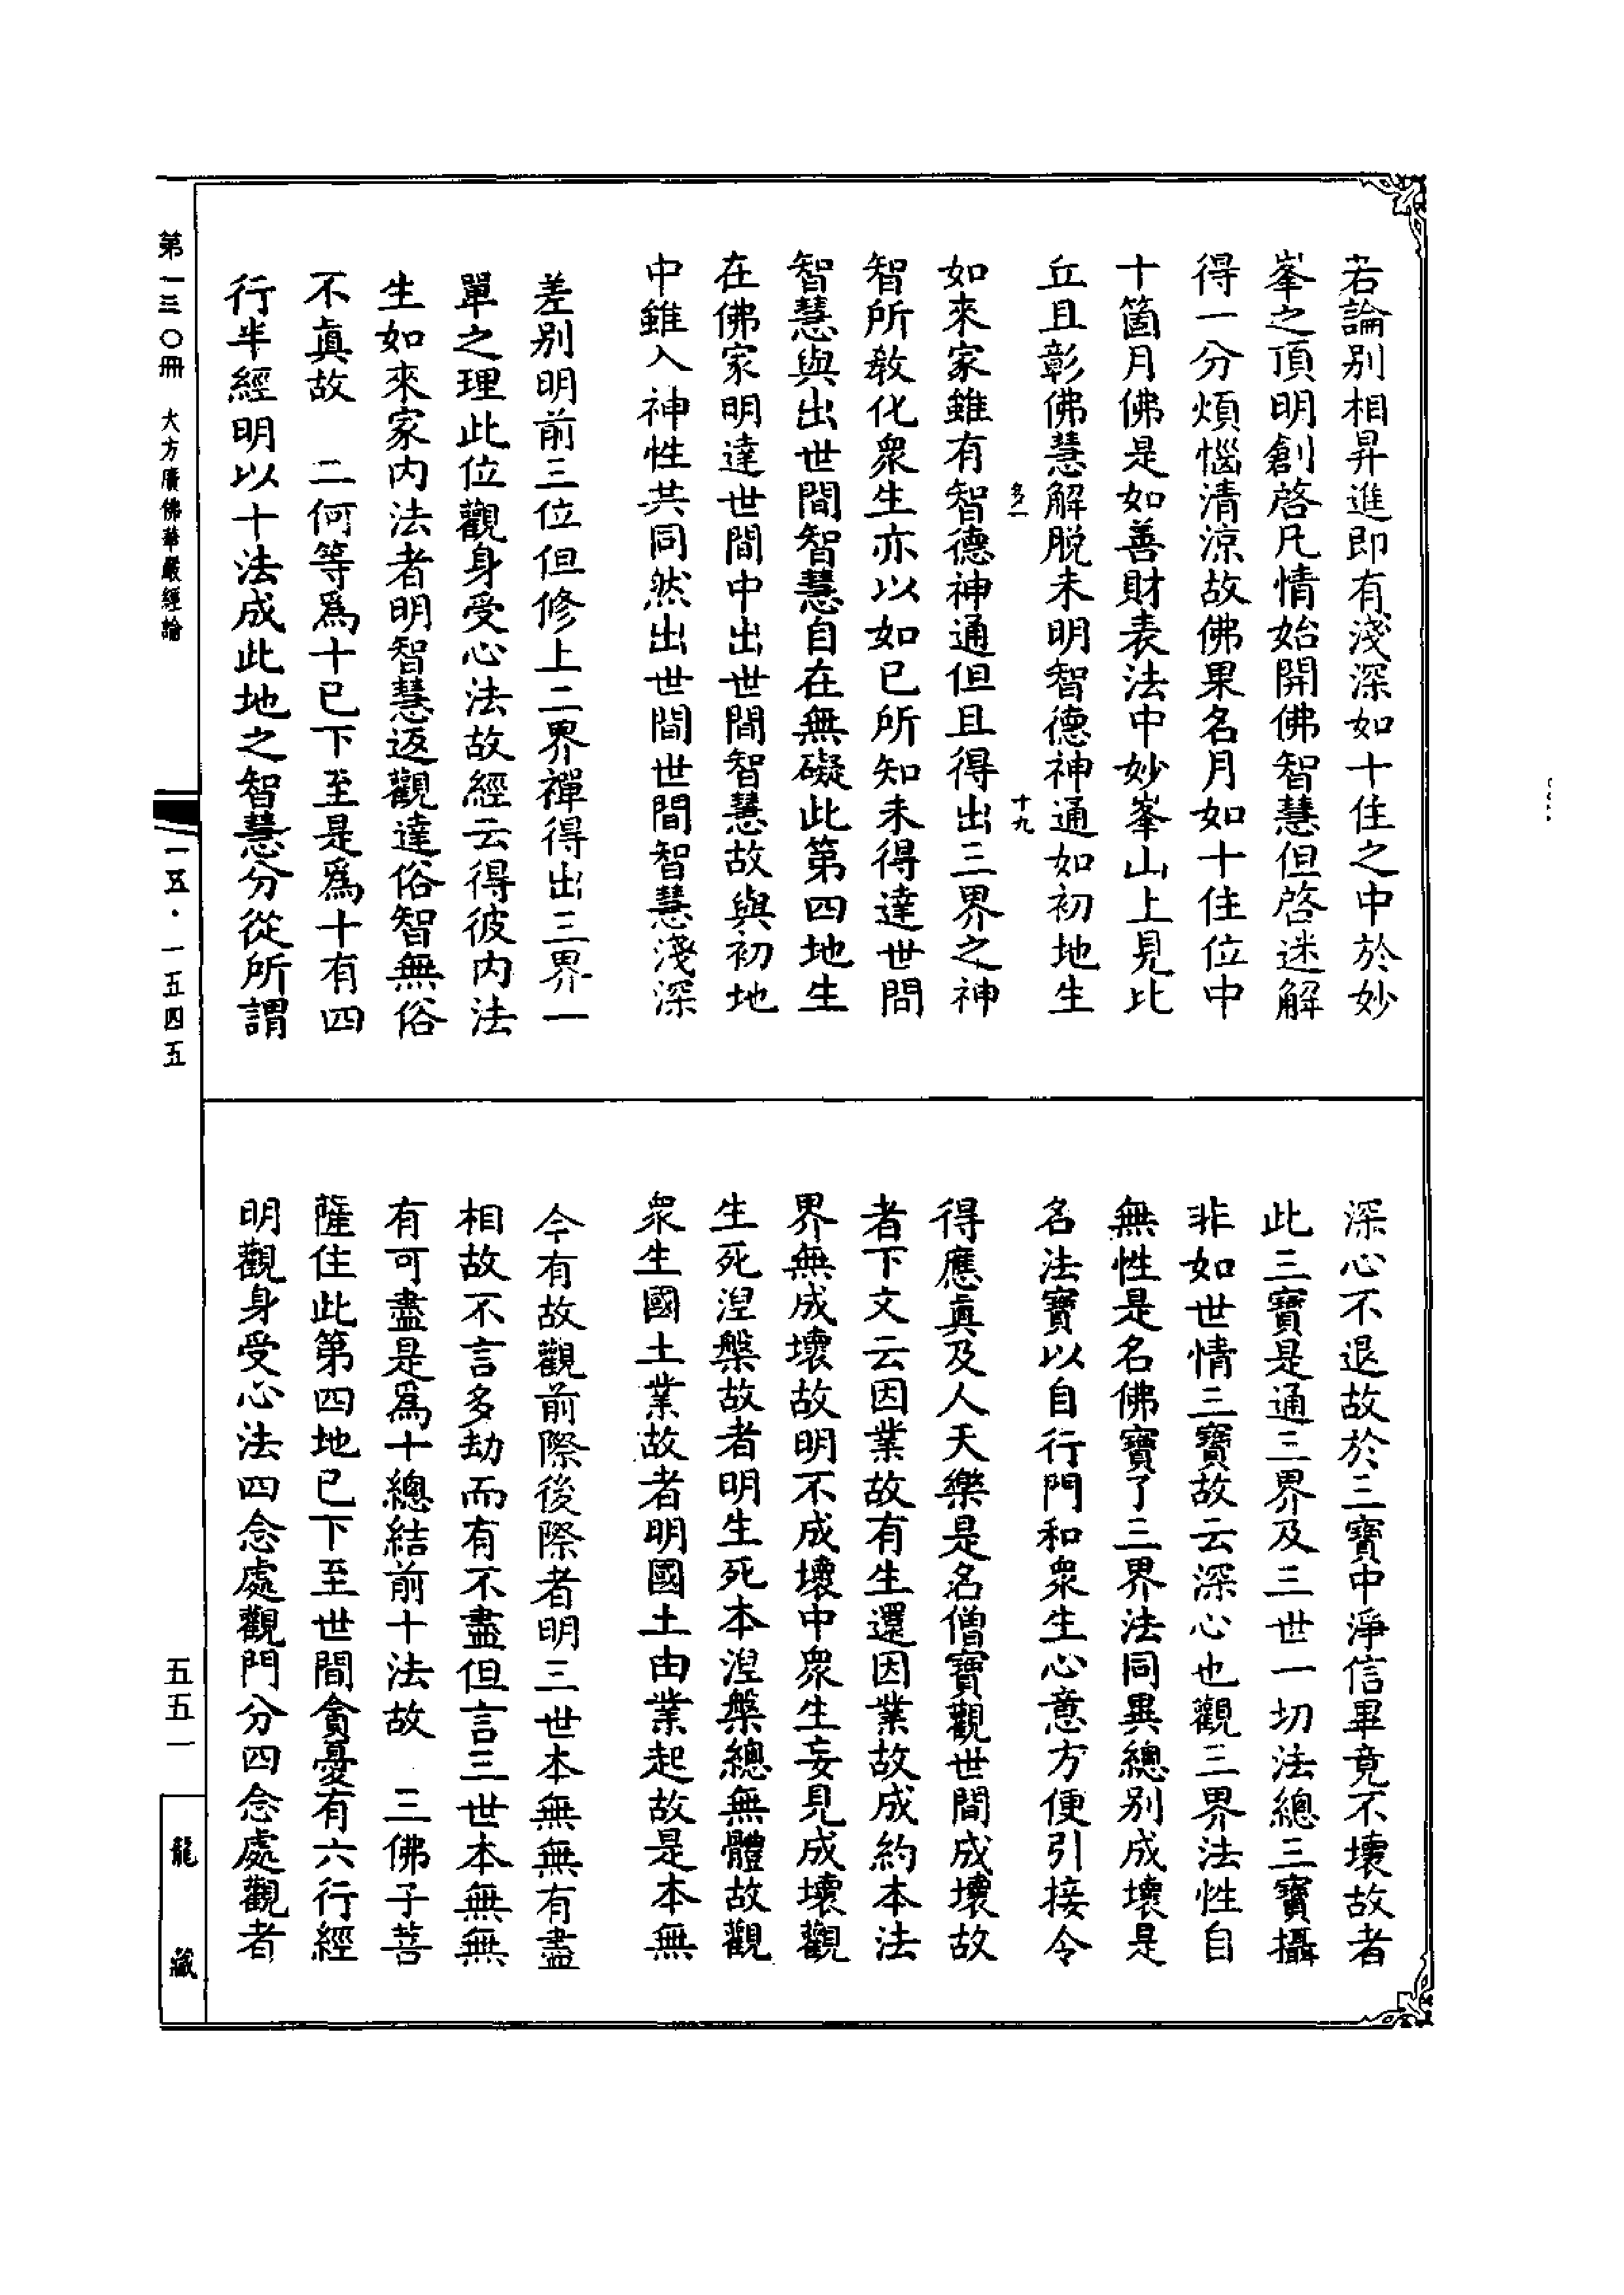 若論别相昇進即有淺深如十住之中於妙
峯之頂明創啓凡情始開佛智慧但啓迷解
得一分煩惱清涼故佛果名月如十住位中
十箇月佛是如善財表法中妙峯山上見比
丘且彰佛慧解脱未明智德神通如初地生
多一
十九
如來家雖有智德神通但且得出三界之神
智所教化衆生亦以如已所知未得達世間
智慧與出世間智慧自在無礙此第四地生
在佛家明達世間中出世間智慧故與初地
中雖入神性共同然出世間世間智慧淺深
差别明前三位但修上二界禪得出三界一
單之理此位觀身受心法故經云得彼内法
生如來家内法者明智慧返觀達俗智無俗
不真故　二何等爲十已下至是爲十有四
行半經明以十法成此地之智慧分從所謂
深心不退故於三寶中淨信畢竟不壞故者
此三寶是通三界及三世一切法總三寶攝
非如世情三寶故云深心也觀三界法性自
無性是名佛寶了三界法同異總别成壞是
名法寶以自行門和衆生心意方便引接令
得應真及人天樂是名僧寶觀世間成壞故
者下文云因業故有生還因業故成約本法
界無成壞故明不成壞中衆生妄見成壞觀
生死涅槃故者明生死本涅槃總無體故觀
衆生國土業故者明國土由業起故是本無
今有故觀前際後際者明三世本無無有盡
相故不言多劫而有不盡但言三世本無無
有可盡是爲十總結前十法故　三佛子菩
薩住此第四地已下至世間貪憂有六行經
明觀身受心法四念處觀門分四念處觀者
第一三〇冊　大方廣佛華嚴經論
一五·一五四五
五五一
龍藏